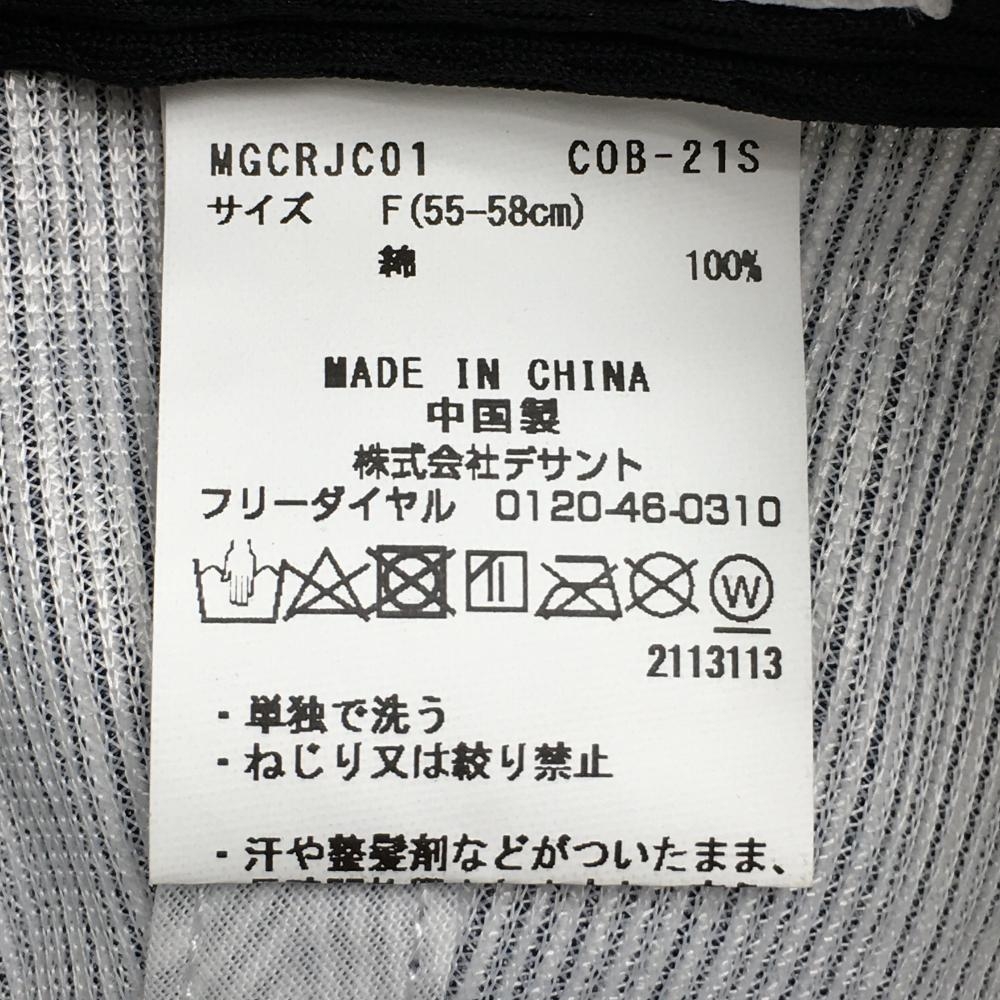 MGCRJC01 COB-21S
サイズ F(55-58cm)
綿 100%
MADE IN CHINA
中国製
株式会社デサント
フリーダイヤル 0120-46-0310
W
2113113
・単独で洗う
・ねじり又は絞り禁止
・汗や整髪剤などがついたまま、